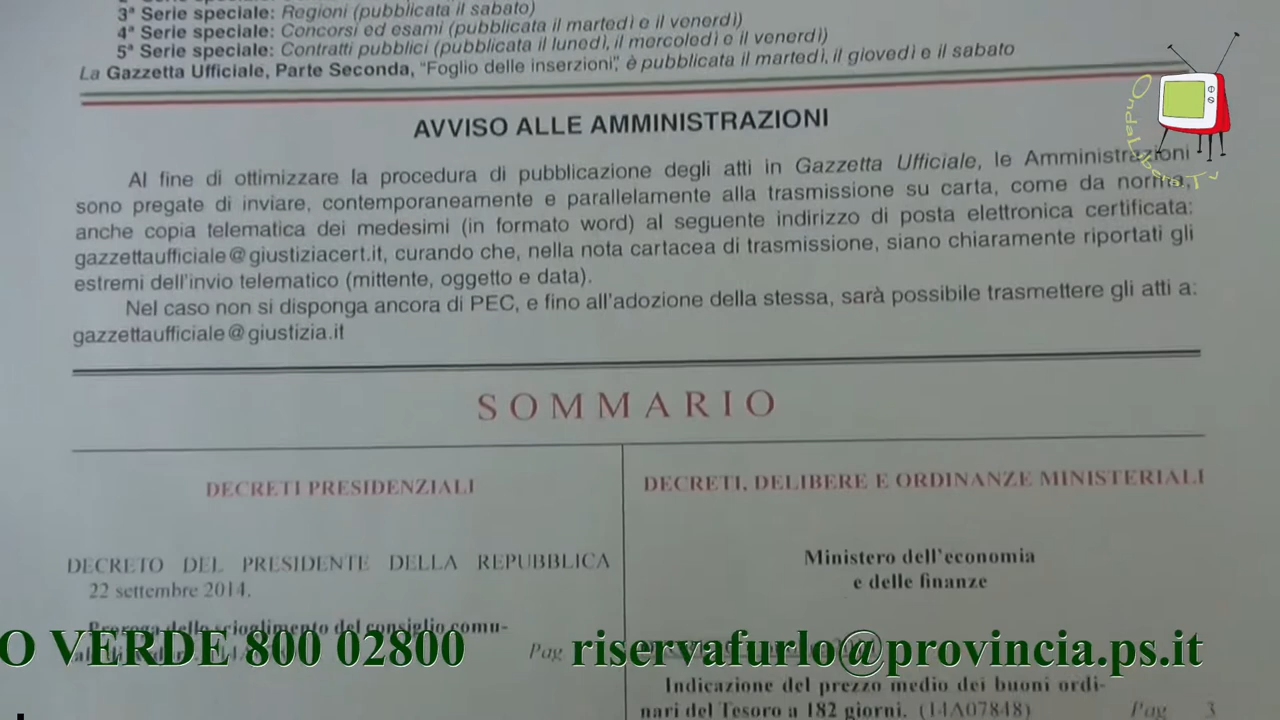 3ª Serie speciale: Regioni (pubblicata il sabato)
4ª Serie speciale: Concorsi ed esami (pubblicata il martedì e il venerdì)
5ª Serie speciale: Contratti pubblici (pubblicata il lunedì, il mercoledì e il venerdì)
La Gazzetta Ufficiale, Parte Seconda, “Foglio delle inserzioni”, è pubblicata il martedì, il giovedì e il sabato
AVVISO ALLE AMMINISTRAZIONI
Al fine di ottimizzare la procedura di pubblicazione degli atti in Gazzetta Ufficiale, le Amministrazioni
sono pregate di inviare, contemporaneamente e parallelamente alla trasmissione su carta, come da norma,
anche copia telematica dei medesimi (in formato word) al seguente indirizzo di posta elettronica certificata:
gazzettaufficiale@giustiziacert.it, curando che, nella nota cartacea di trasmissione, siano chiaramente riportati gli
estremi dell'invio telematico (mittente, oggetto e data).
Nel caso non si disponga ancora di PEC, e fino all'adozione della stessa, sarà possibile trasmettere gli atti a:
gazzettaufficiale@giustizia.it
SOMMARIO
DECRETI PRESIDENZIALI
DECRETO DEL PRESIDENTE DELLA REPUBBLICA
22 settembre 2014.
Proroga dello scioglimento del consiglio comu-
Pag
DECRETI, DELIBERE E ORDINANZE MINISTERIALI
Ministero dell'economia
e delle finanze
Indicazione del prezzo medio dei buoni ordi-
nari del Tesoro a 182 giorni. (14A07848)
Pag 3
O VERDE 800 02800
riservafurlo@provincia.ps.it